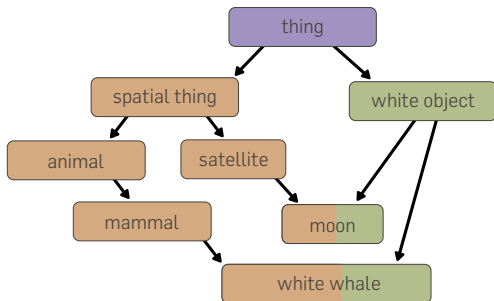 thing
spatial thing
white object
animal
satellite
mammal
moon
white whale